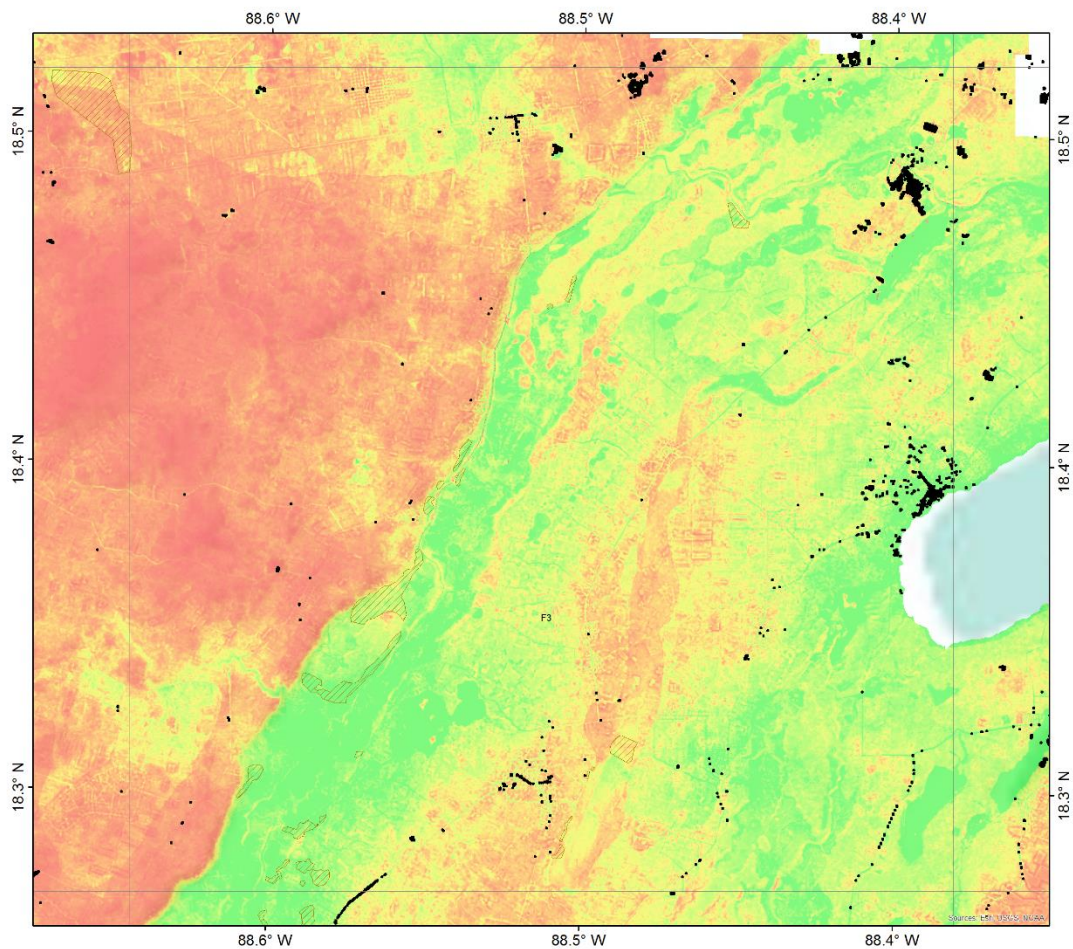 88.6° W 88.5° W 88.4° W
18.5° N 18.5° N
18.4° N 18.4° N
F3
18.3° N 18.3° N
Sources: Esri, USGS, NOAA
88.6° W 88.5° W 88.4° W